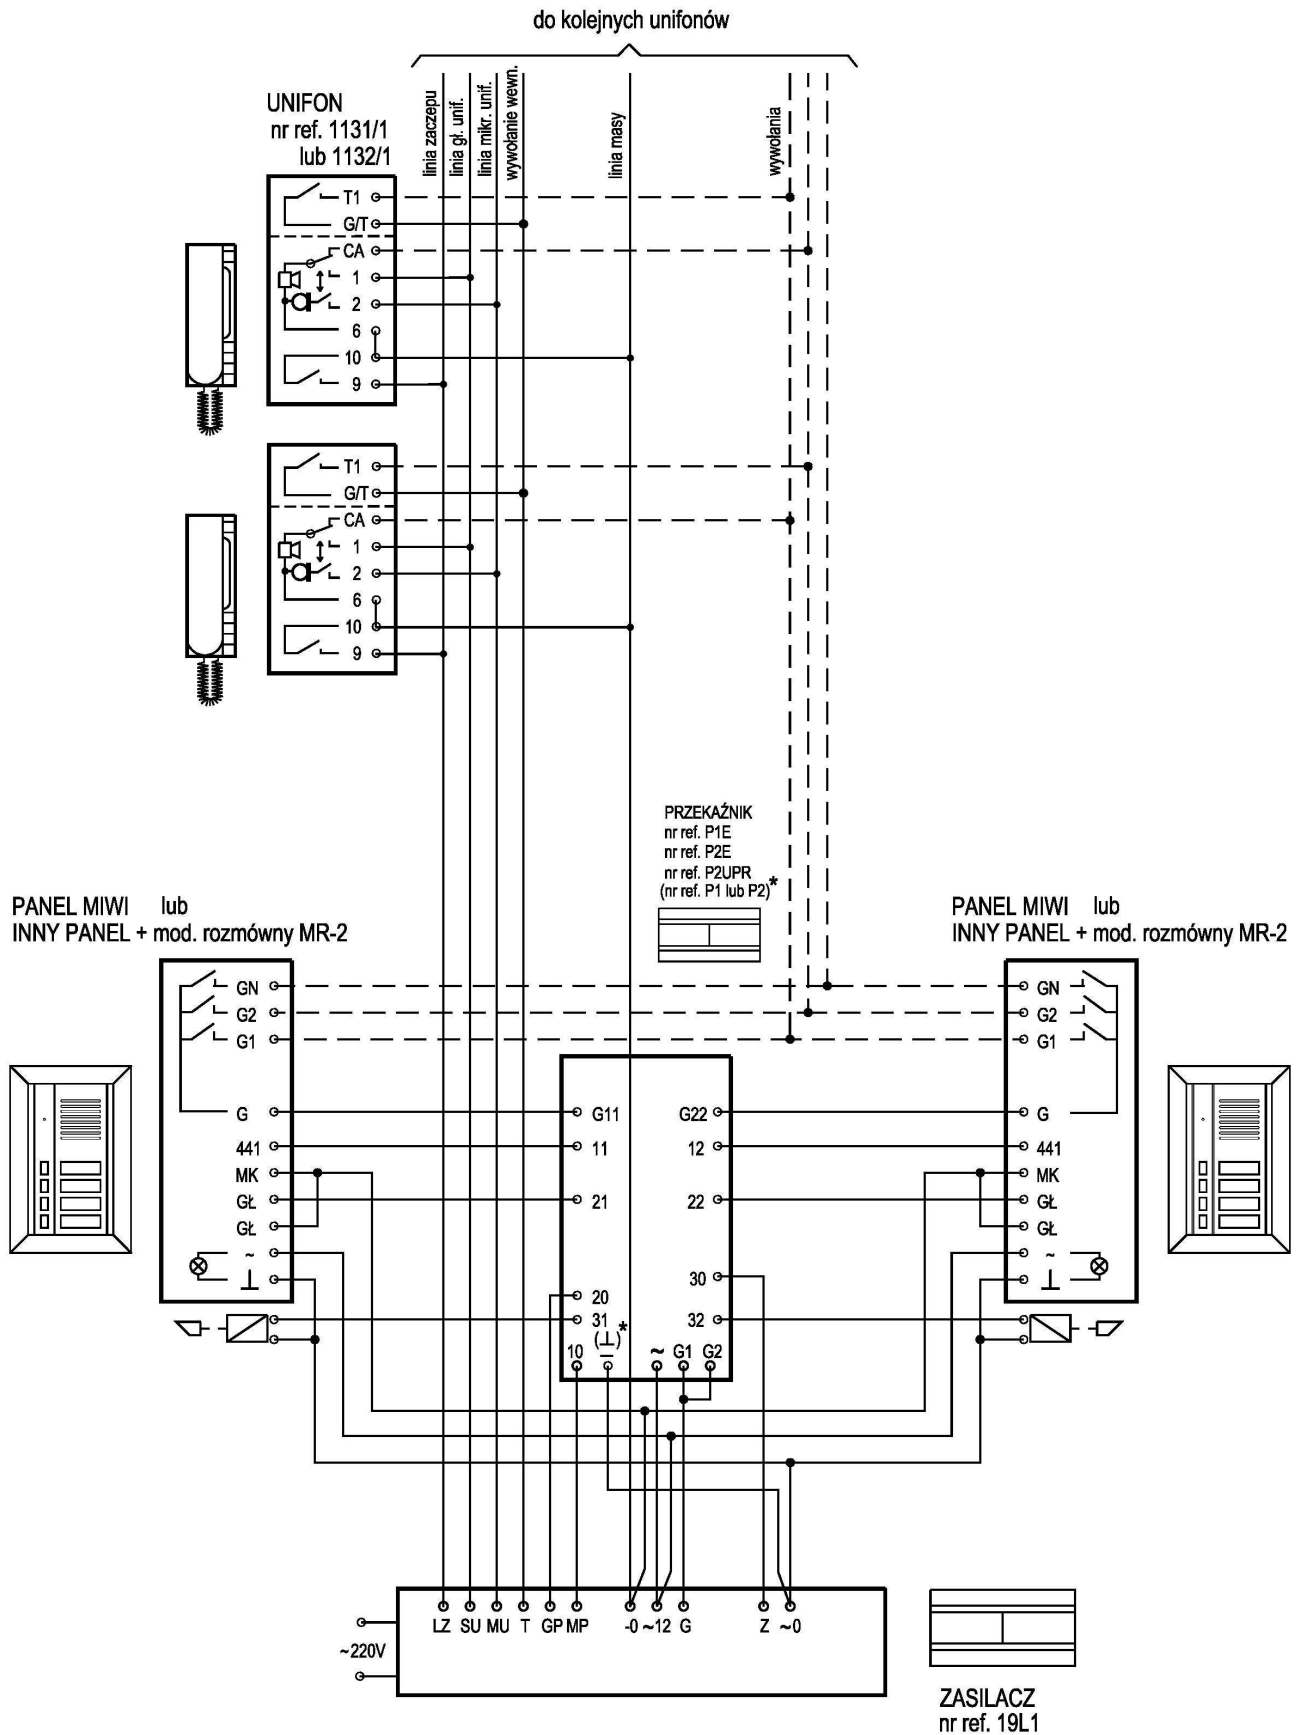 do kolejnych unifonów
linia zaczepu
linia gł. unif.
linia mikr. unif.
wywołanie wewn.
linia masy
wywołania
UNIFON
nr ref. 1131/1
lub 1132/1
T1
G/T
CA
1
2
6
10
9
T1
G/T
CA
1
2
6
10
9
PRZEKAŹNIK
nr ref. P1E
nr ref. P2E
nr ref. P2UPR
(nr ref. P1 lub P2)*
PANEL MIWI lub
INNY PANEL + mod. rozmówny MR-2
PANEL MIWI lub
INNY PANEL + mod. rozmówny MR-2
GN
G2
G1
G
441
MK
GŁ
GŁ
~
⊥
G11
11
21
20
31
(⊥)*
10
–
~
G1
G2
G22
12
22
30
32
GN
G2
G1
G
441
MK
GŁ
GŁ
~
⊥
LZ SU MU T GP MP -0 ~12 G Z ~0
~220V
ZASILACZ
nr ref. 19L1